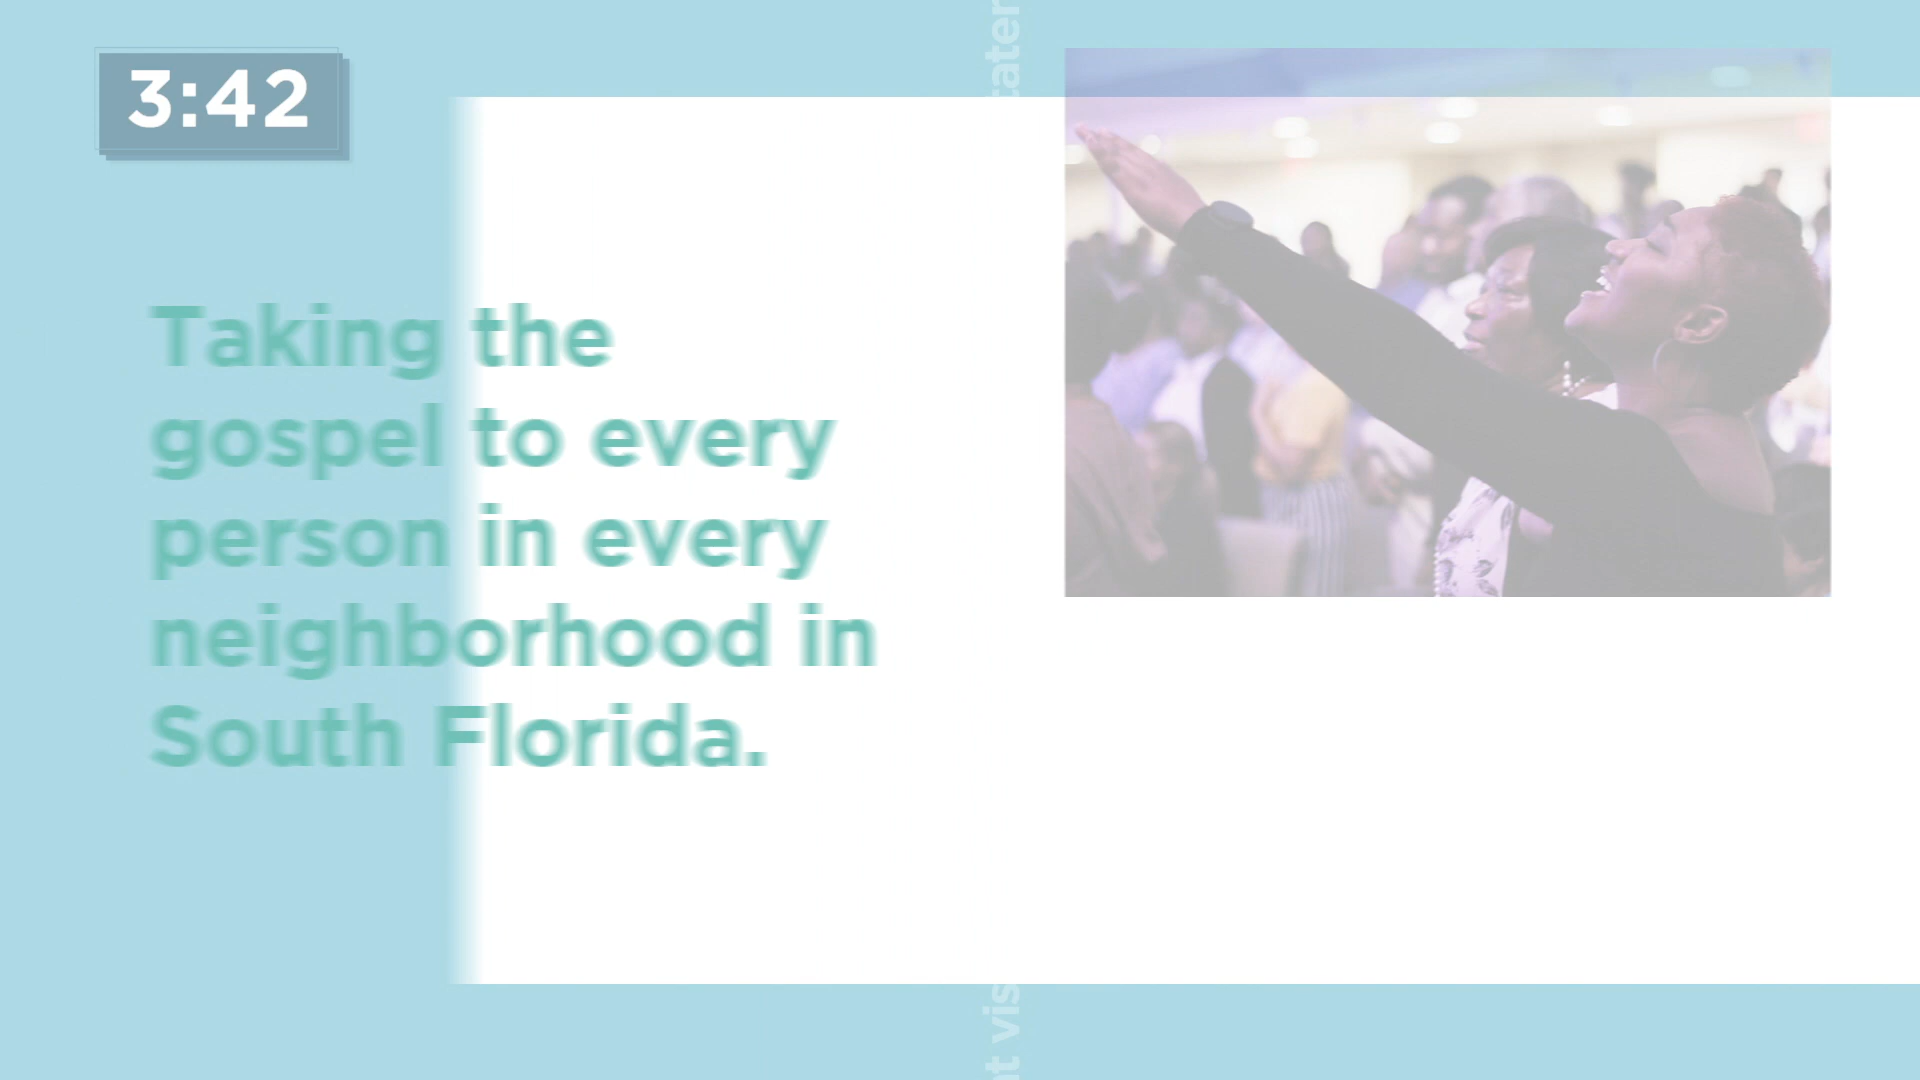 3:42
Taking the
gospel to every
person in every
neighborhood in
South Florida.